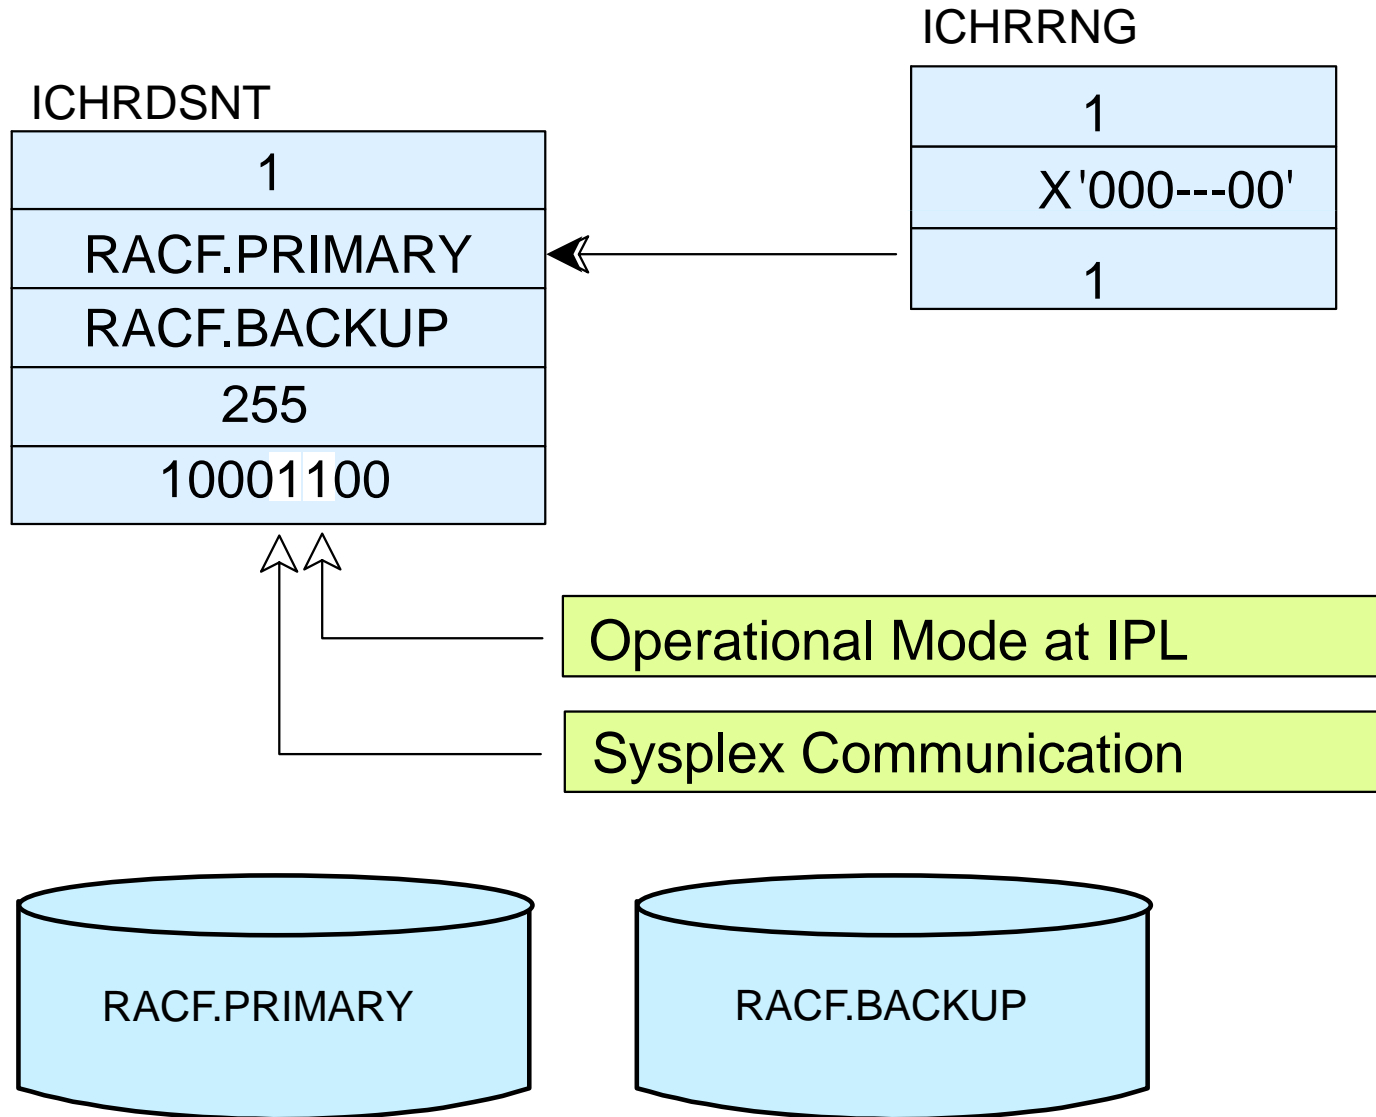 ICHRRNG
1
X'000---00'
1
ICHRDSNT
1
RACF.PRIMARY
RACF.BACKUP
255
10001100
Operational Mode at IPL
Sysplex Communication
RACF.PRIMARY
RACF.BACKUP